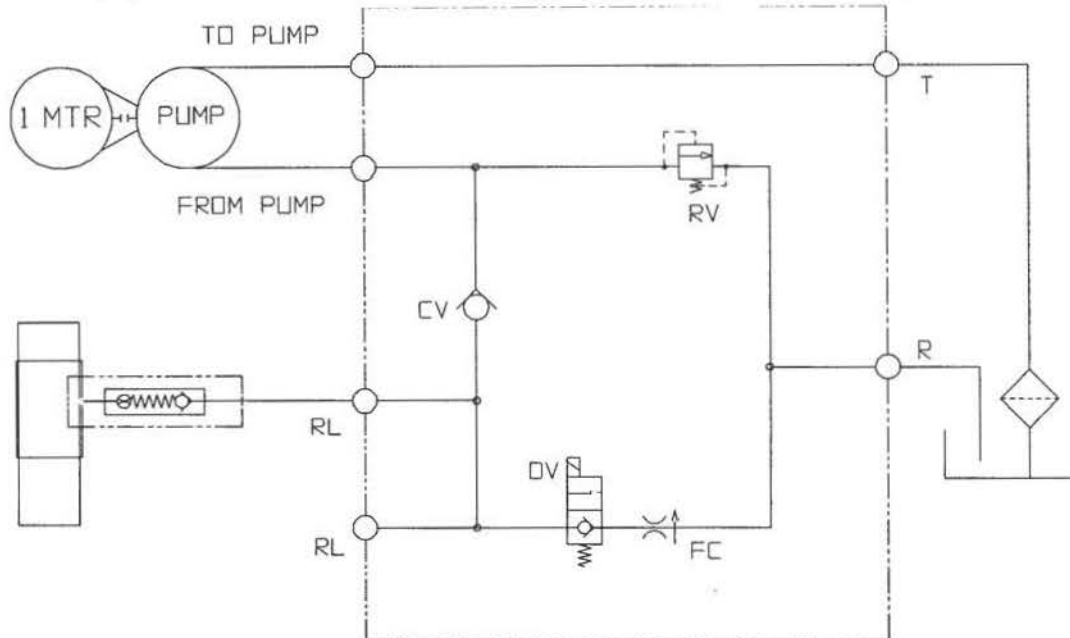 TO PUMP
T
1 MTR
PUMP
FROM PUMP
RV
CV
R
RL
DV
RL
FC